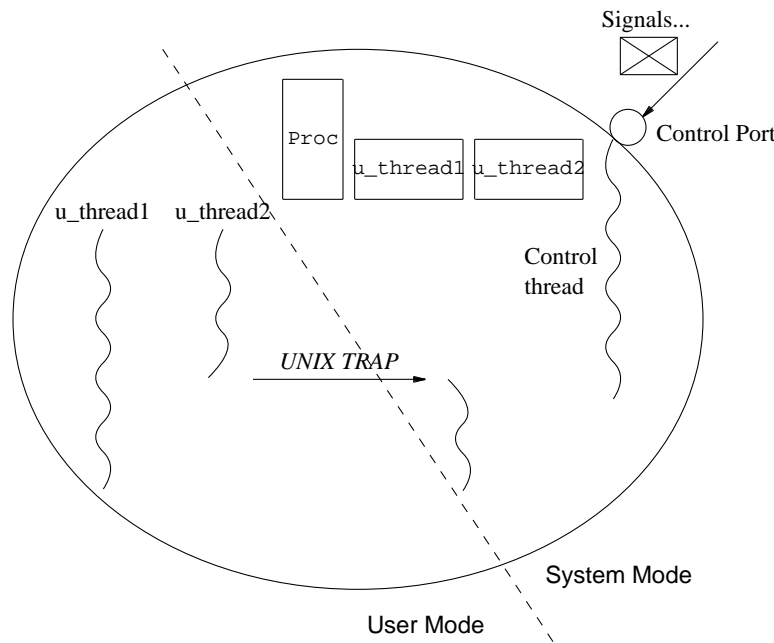 Signals...
Control Port
Proc
u_thread1
u_thread2
u_thread1
u_thread2
Control
thread
UNIX TRAP
System Mode
User Mode